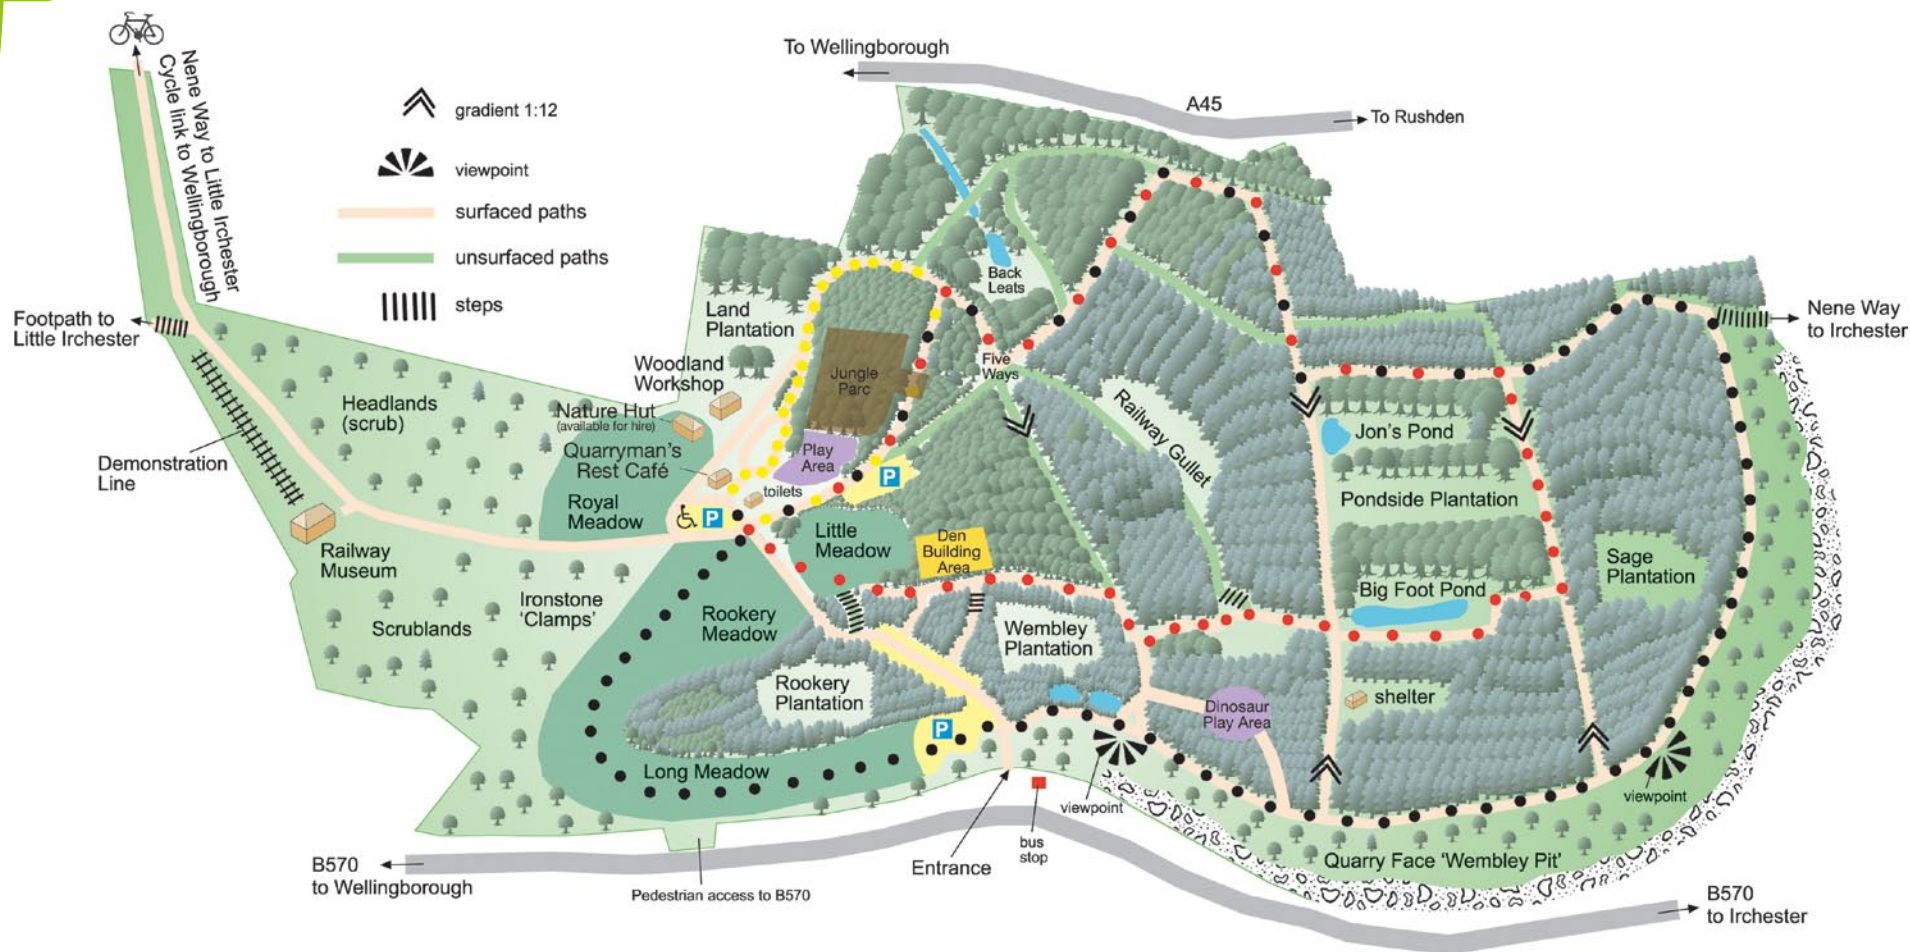 Nene Way to Little Irchester
Cycle link to Wellingborough
gradient 1:12
viewpoint
surfaced paths
unsurfaced paths
steps
To Wellingborough
A45
To Rushden
Footpath to
Little Irchester
Demonstration
Line
Headlands
(scrub)
Railway
Museum
Scrublands
Ironstone
'Clamps'
Land
Plantation
Woodland
Workshop
Nature Hut
(available for hire)
Quarryman's
Rest Café
Royal
Meadow
P
toilets
Play
Area
Jungle
Parc
P
Back
Leats
Five
Ways
Railway Gullet
Little
Meadow
Den
Building
Area
Rookery
Meadow
Rookery
Plantation
Long Meadow
P
Wembley
Plantation
Dinosaur
Play Area
shelter
Jon's Pond
Pondside Plantation
Big Foot Pond
Sage
Plantation
Nene Way
to Irchester
viewpoint
viewpoint
Quarry Face 'Wembley Pit'
bus
stop
Entrance
Pedestrian access to B570
B570
to Wellingborough
B570
to Irchester